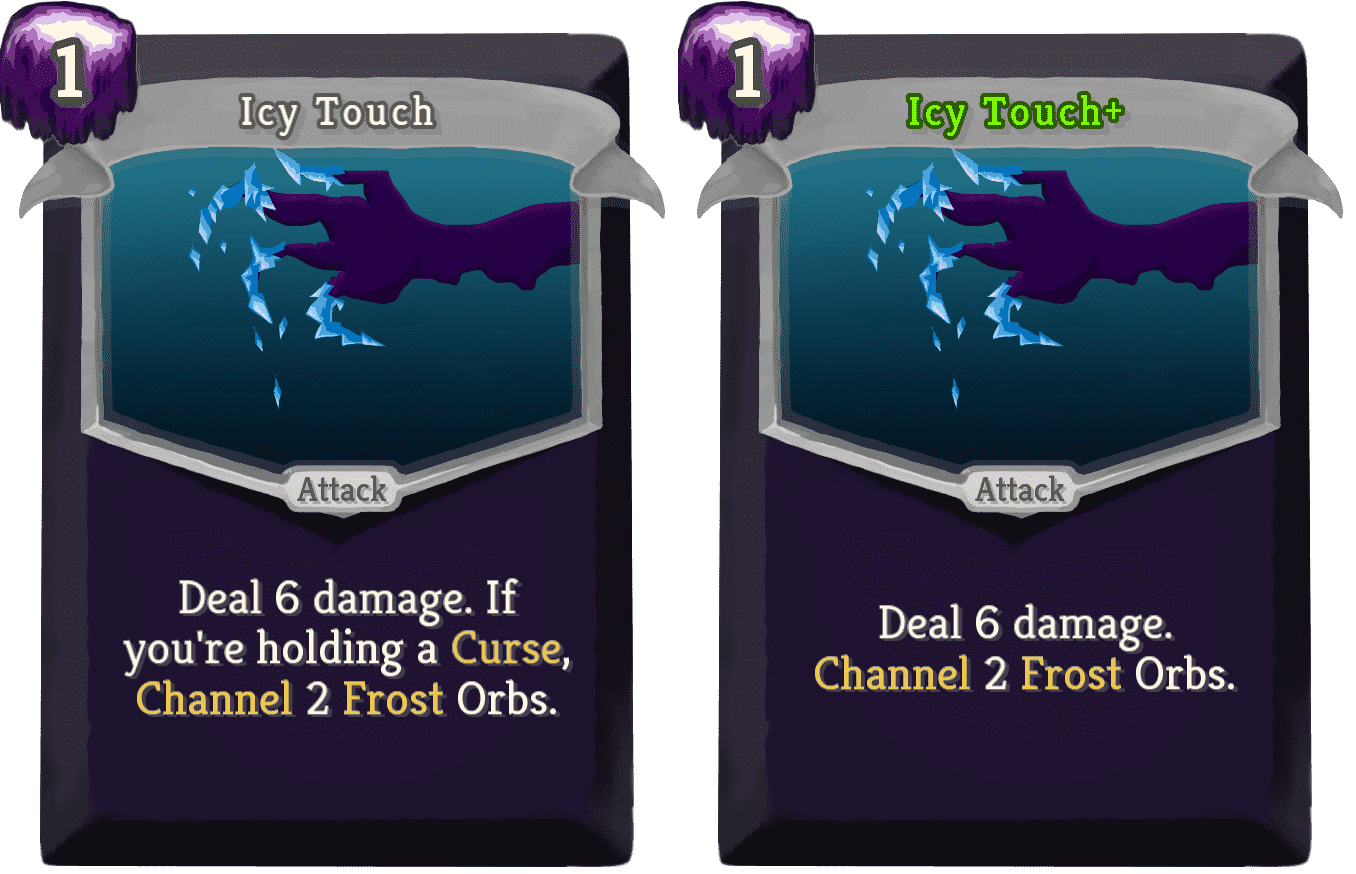 1
Icy Touch
Attack
Deal 6 damage. If
you're holding a Curse,
Channel 2 Frost Orbs.
1
Icy Touch+
Attack
Deal 6 damage.
Channel 2 Frost Orbs.